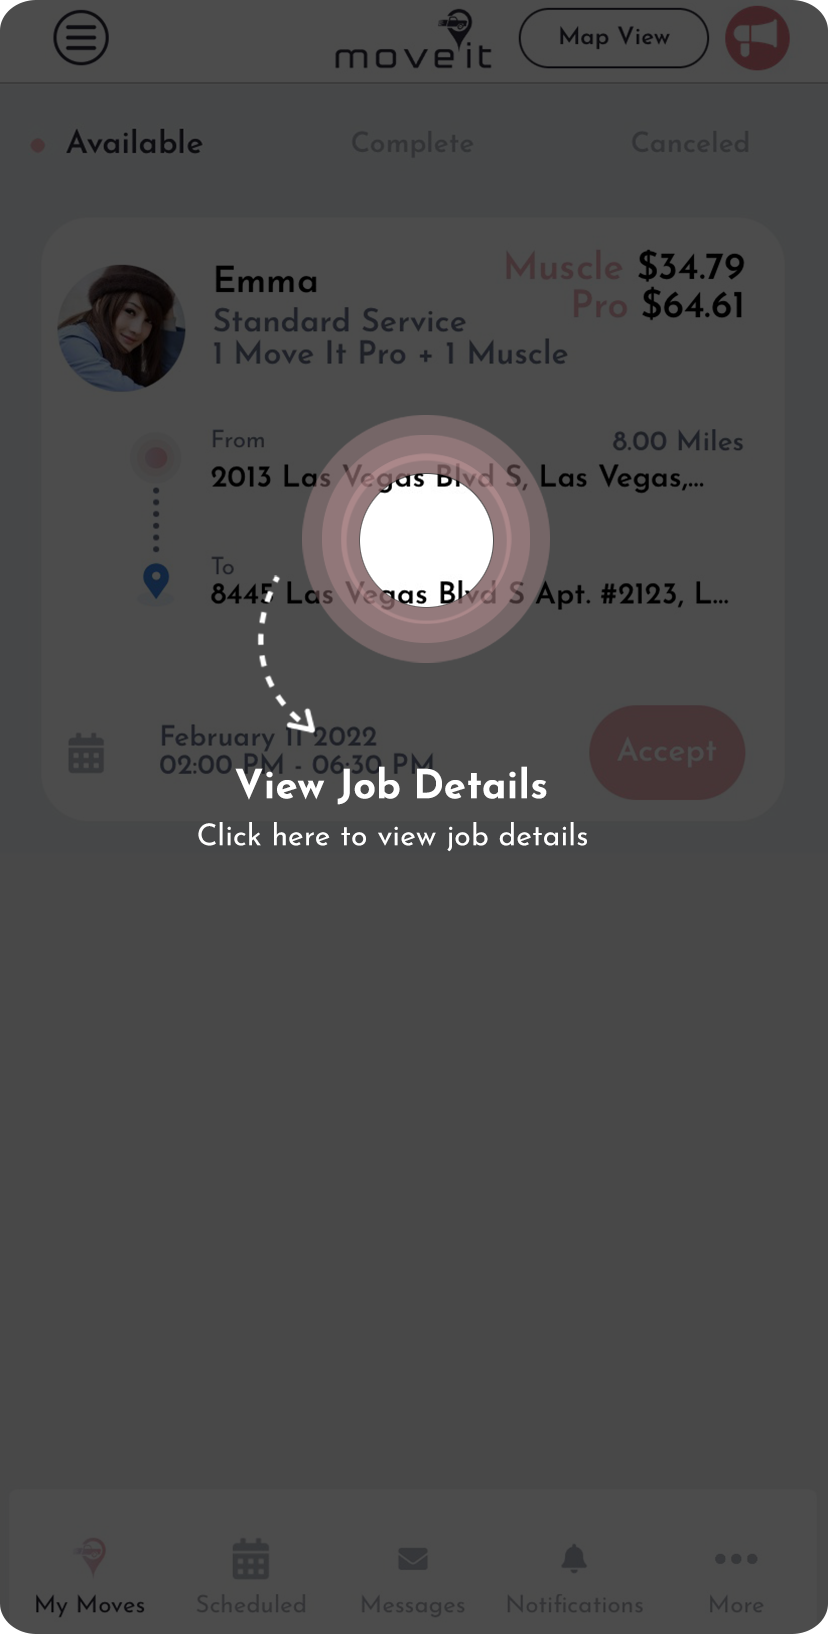 moveit
Map View
Available
Complete
Canceled
Emma
Muscle $34.79
Pro $64.61
Standard Service
1 Move It Pro + 1 Muscle
From
8.00 Miles
2013 Las Vegas Blvd S, Las Vegas,...
To
8445 Las Vegas Blvd S Apt. #2123, L...
February 11 2022
02:00 PM - 06:30 PM
Accept
View Job Details
Click here to view job details
My Moves
Scheduled
Messages
Notifications
More